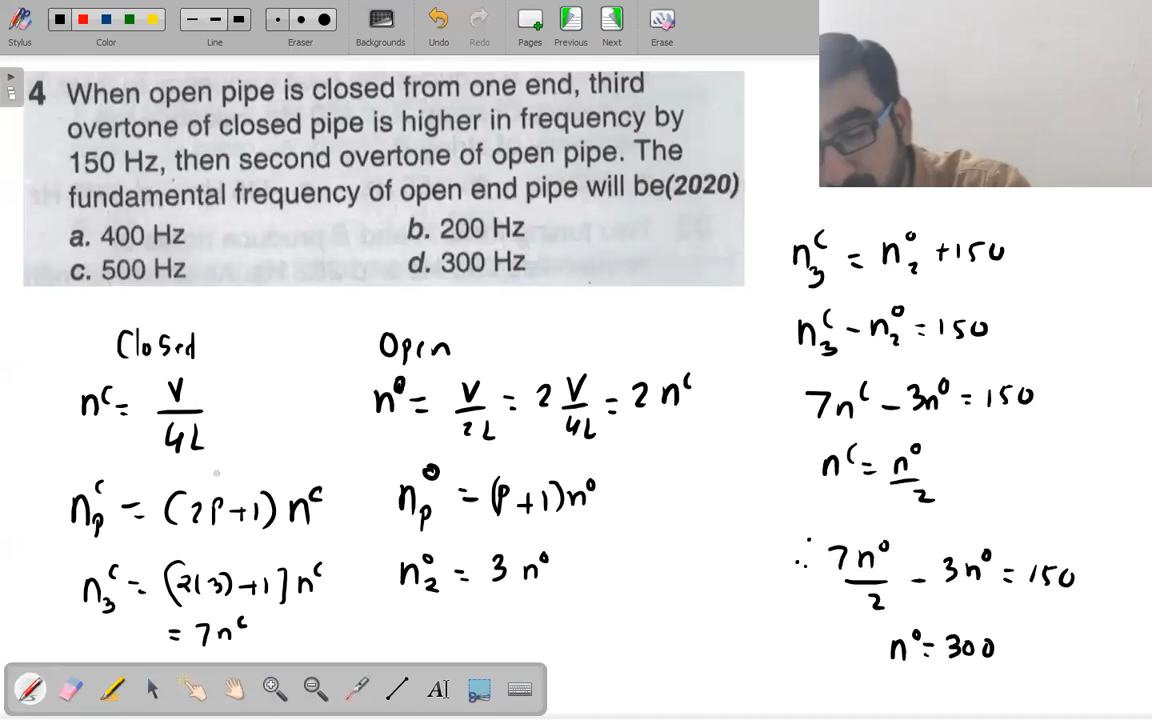 Stylus Color Line Eraser Backgrounds Undo Redo Pages Previous Next Erase
4 When open pipe is closed from one end, third
overtone of closed pipe is higher in frequency by
150 Hz, then second overtone of open pipe. The
fundamental frequency of open end pipe will be(2020)
a. 400 Hz b. 200 Hz
c. 500 Hz d. 300 Hz
Closed
n^c = V/4L
n_p^c = (2P+1) n^c
n_3^c = (2(3)+1] n^c
= 7n^c
Open
n^o = V/2L = 2 V/4L = 2 n^c
n_p^o = (P+1)n^o
n_2^o = 3 n^o
n_3^c = n_2^o +150
n_3^c - n_2^o = 150
7n^c - 3n^o = 150
n^c = n^o/2
∴ 7n^o/2 - 3n^o = 150
n^o = 300